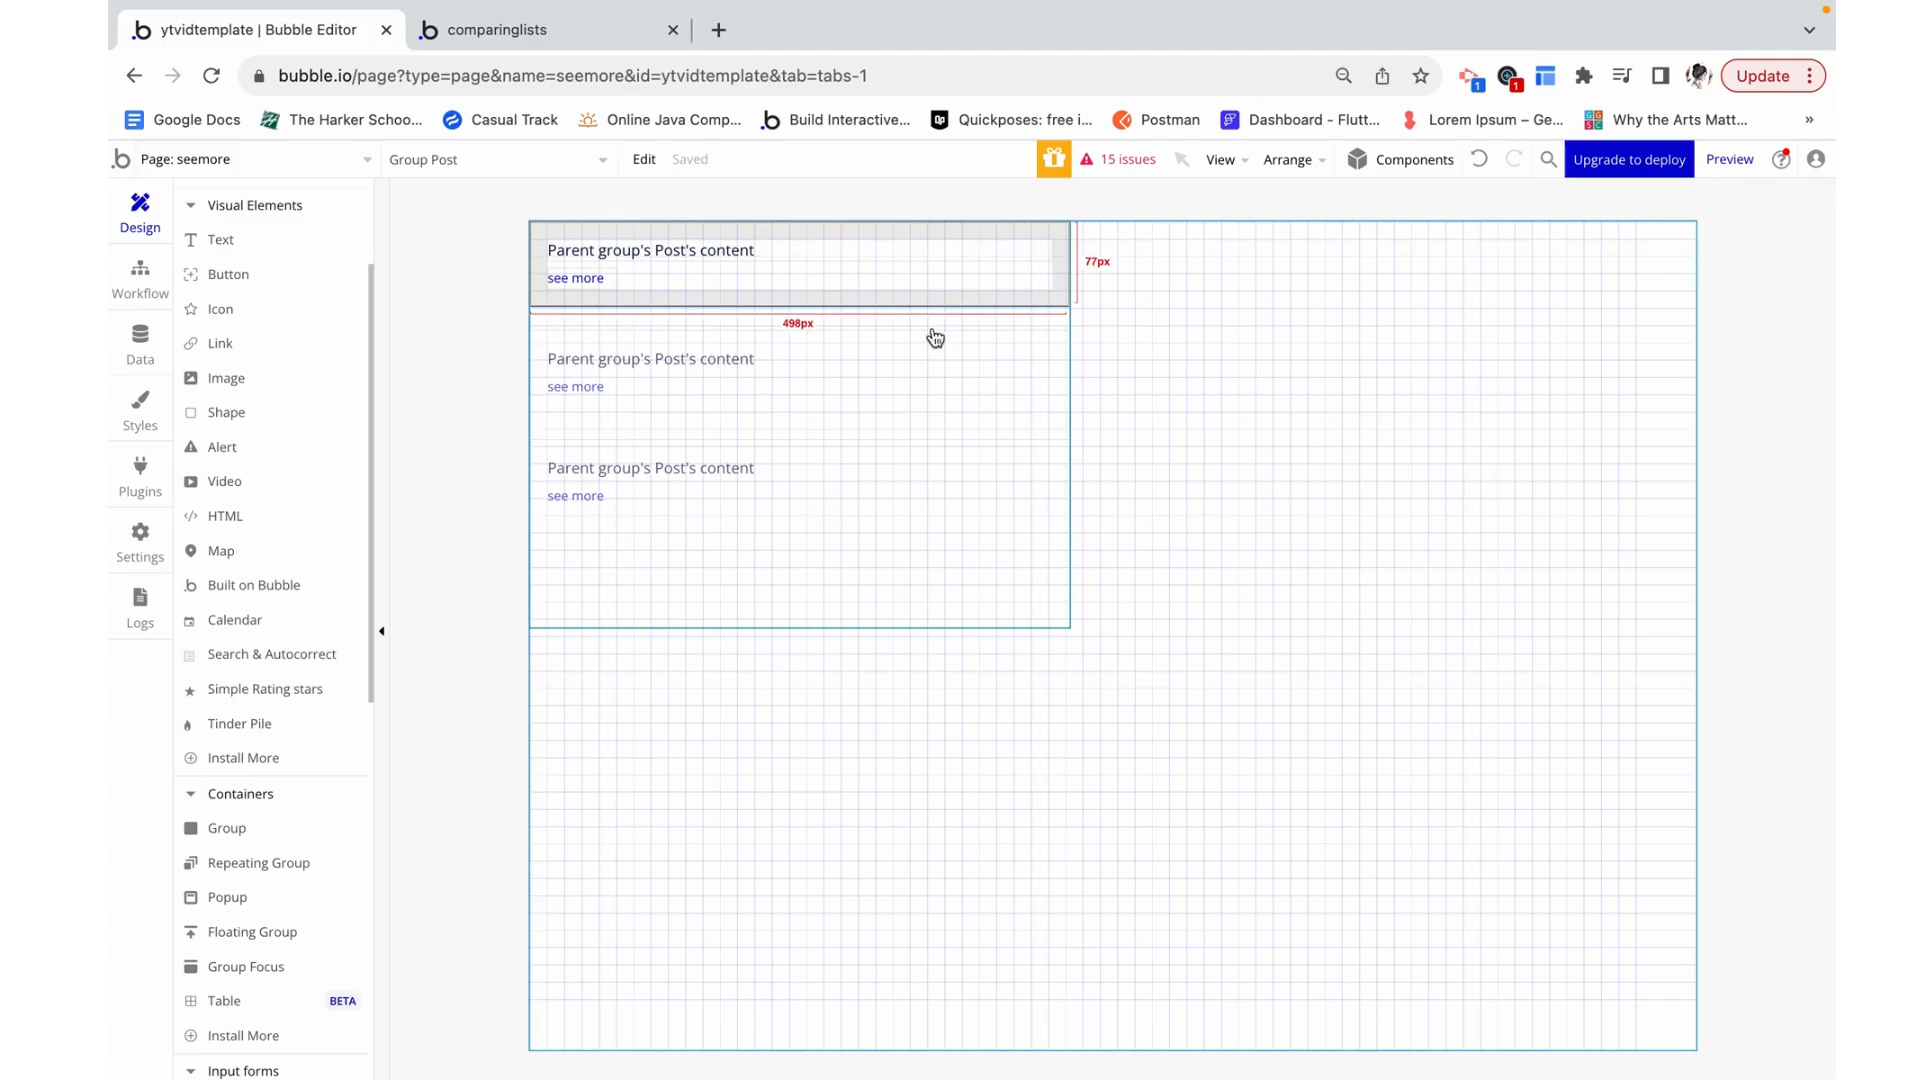 ytvidtemplate | Bubble Editor
comparinglists
bubble.io/page?type=page&name=seemore&id=ytvidtemplate&tab=tabs-1
1
1
Update
Google Docs
The Harker Schoo...
Casual Track
Online Java Comp...
Build Interactive...
Quickposes: free i...
Postman
Dashboard - Flutt...
Lorem Ipsum – Ge...
Why the Arts Matt...
»
Page: seemore
Group Post
Edit
Saved
15 issues
View
Arrange
Components
Upgrade to deploy
Preview
Design
Workflow
Data
Styles
Plugins
Settings
Logs
Visual Elements
Text
Button
Icon
Link
Image
Shape
Alert
Video
HTML
Map
Built on Bubble
Calendar
Search & Autocorrect
Simple Rating stars
Tinder Pile
Install More
Containers
Group
Repeating Group
Popup
Floating Group
Group Focus
Table BETA
Install More
Input forms
Parent group's Post's content
see more
77px
498px
Parent group's Post's content
see more
Parent group's Post's content
see more